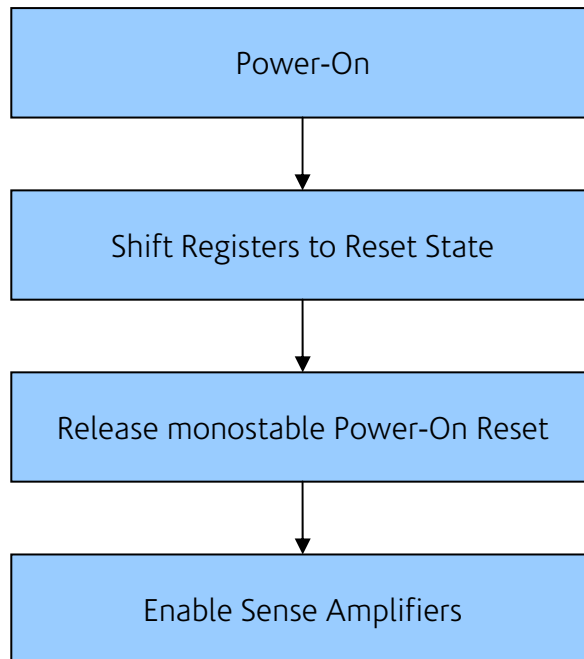 Power-On
Shift Registers to Reset State
Release monostable Power-On Reset
Enable Sense Amplifiers